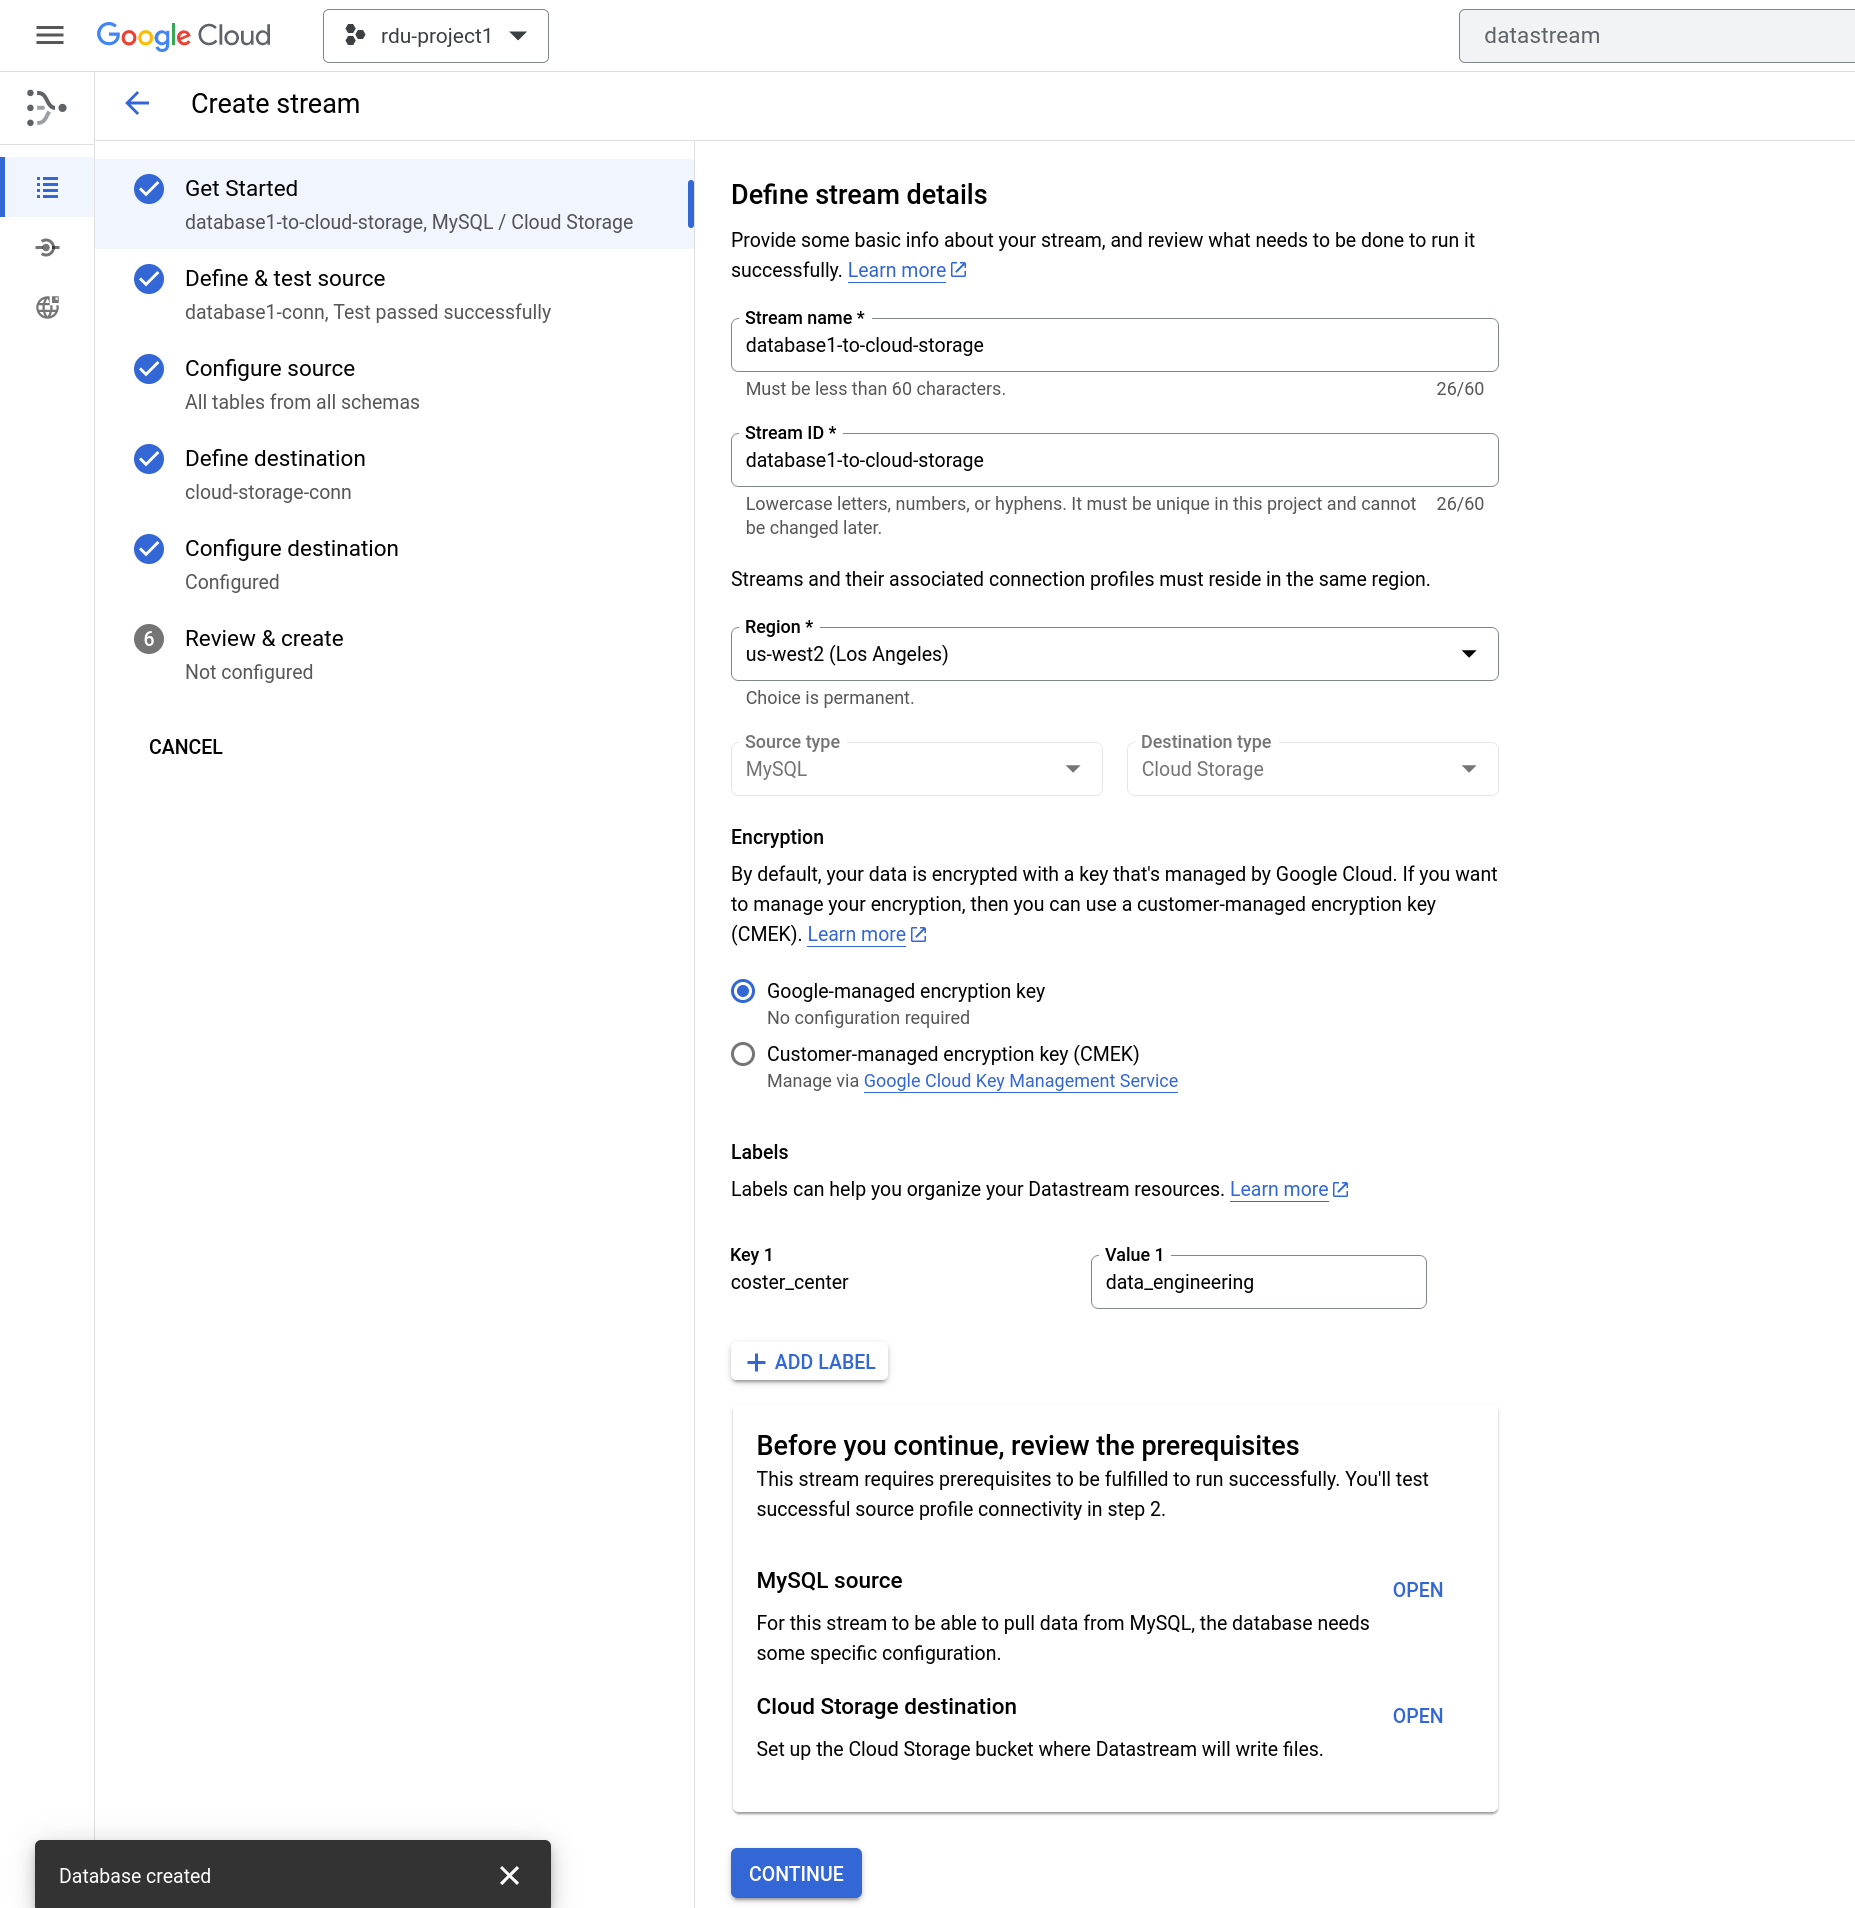 Google Cloud
rdu-project1
datastream
Create stream
Get Started
database1-to-cloud-storage, MySQL / Cloud Storage
Define & test source
database1-conn, Test passed successfully
Configure source
All tables from all schemas
Define destination
cloud-storage-conn
Configure destination
Configured
6
Review & create
Not configured
CANCEL
Define stream details
Provide some basic info about your stream, and review what needs to be done to run it
successfully. Learn more
Stream name *
database1-to-cloud-storage
Must be less than 60 characters. 26/60
Stream ID *
database1-to-cloud-storage
Lowercase letters, numbers, or hyphens. It must be unique in this project and cannot 26/60
be changed later.
Streams and their associated connection profiles must reside in the same region.
Region *
us-west2 (Los Angeles)
Choice is permanent.
Source type
MySQL
Destination type
Cloud Storage
Encryption
By default, your data is encrypted with a key that's managed by Google Cloud. If you want
to manage your encryption, then you can use a customer-managed encryption key
(CMEK). Learn more
Google-managed encryption key
No configuration required
Customer-managed encryption key (CMEK)
Manage via Google Cloud Key Management Service
Labels
Labels can help you organize your Datastream resources. Learn more
Key 1
coster_center
Value 1
data_engineering
ADD LABEL
Before you continue, review the prerequisites
This stream requires prerequisites to be fulfilled to run successfully. You'll test
successful source profile connectivity in step 2.
MySQL source
OPEN
For this stream to be able to pull data from MySQL, the database needs
some specific configuration.
Cloud Storage destination
OPEN
Set up the Cloud Storage bucket where Datastream will write files.
CONTINUE
Database created